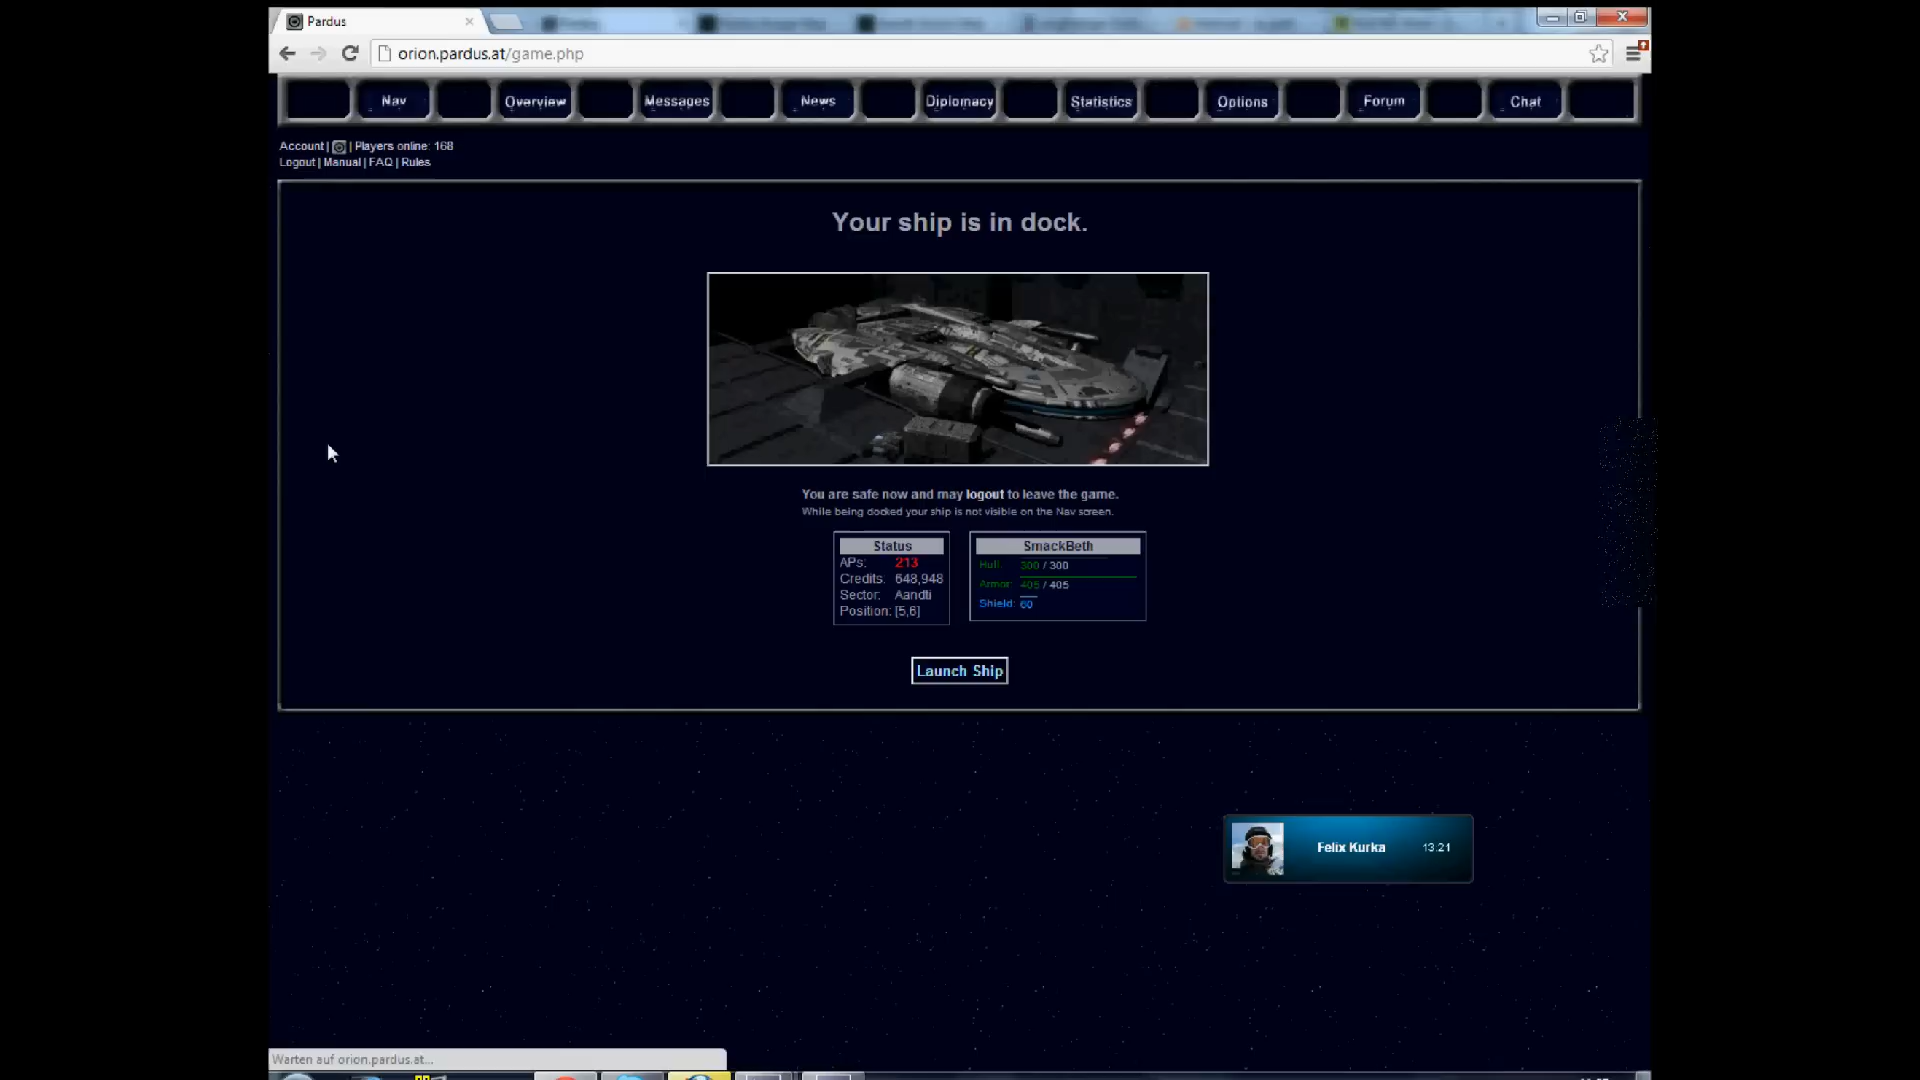 Pardus
orion.pardus.at/game.php
Nav Overview Messages News Diplomacy Statistics Options Forum Chat
Account | | Players online: 168
Logout | Manual | FAQ | Rules
Your ship is in dock.
You are safe now and may logout to leave the game.
While being docked your ship is not visible on the Nav screen.
Status
APs: 213
Credits: 648,948
Sector: Aandti
Position: [5,6]
SmackBeth
Hull: 300 / 300
Armor: 405 / 405
Shield: 60
Launch Ship
Felix Kurka 13:21
Warten auf orion.pardus.at...